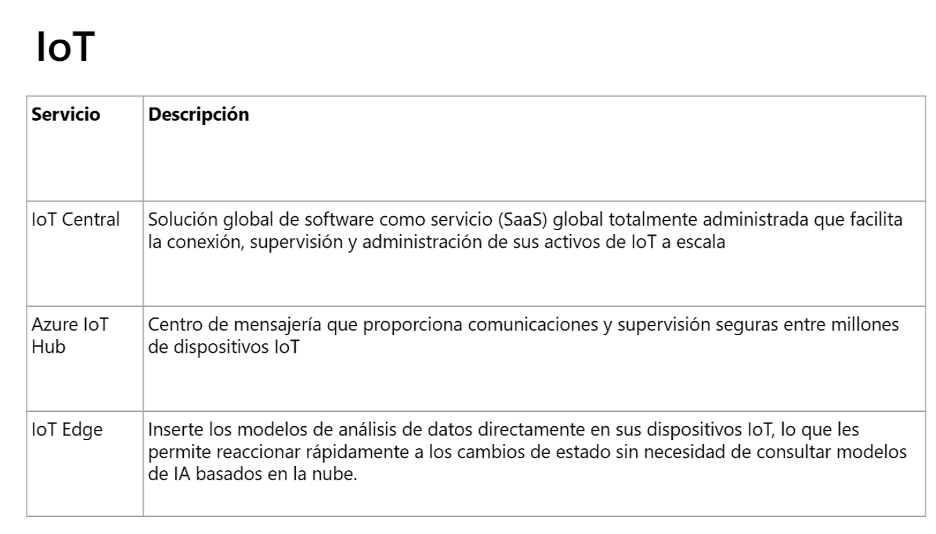 IoT
Servicio
Descripción
IoT Central
Solución global de software como servicio (SaaS) global totalmente administrada que facilita
la conexión, supervisión y administración de sus activos de IoT a escala
Azure IoT
Hub
Centro de mensajería que proporciona comunicaciones y supervisión seguras entre millones
de dispositivos IoT
IoT Edge
Inserte los modelos de análisis de datos directamente en sus dispositivos IoT, lo que les
permite reaccionar rápidamente a los cambios de estado sin necesidad de consultar modelos
de IA basados en la nube.